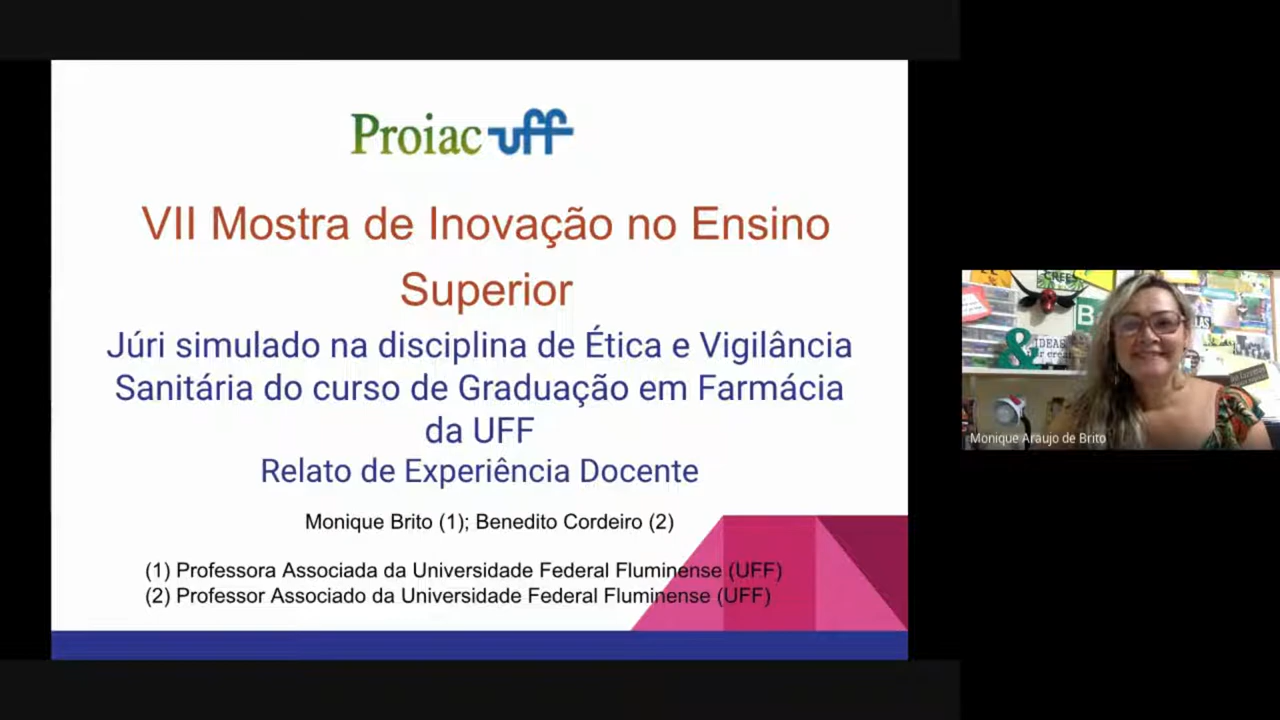 Proiac uff
VII Mostra de Inovação no Ensino
Superior
Júri simulado na disciplina de Ética e Vigilância
Sanitária do curso de Graduação em Farmácia
da UFF
Relato de Experiência Docente
Monique Brito (1); Benedito Cordeiro (2)
(1) Professora Associada da Universidade Federal Fluminense (UFF)
(2) Professor Associado da Universidade Federal Fluminense (UFF)
B
&
IDEAS
Monique Araujo de Brito